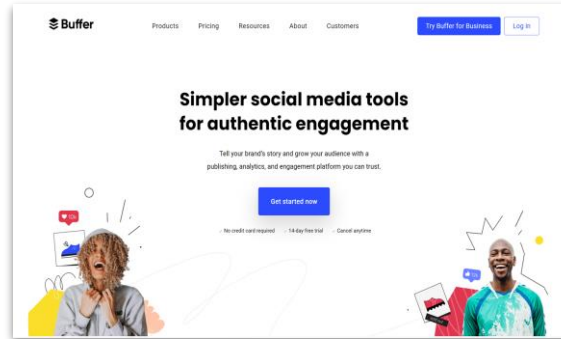 Buffer
Products Pricing Resources About Customers
Try Buffer for Business Log in
Simpler social media tools
for authentic engagement
Tell your brand's story and grow your audience with a
publishing, analytics, and engagement platform you can trust.
Get started now
No credit card required 14-day free trial Cancel anytime